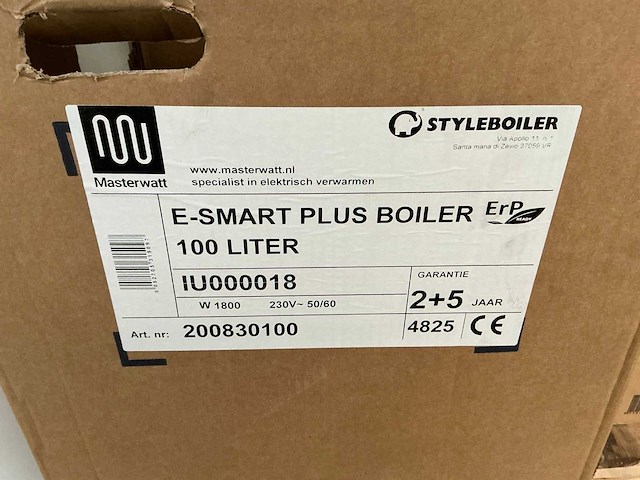 Masterwatt
STYLEBOILER
Via Apollo 11, n. 1
Santa maria di Zevio 37059 VR
www.masterwatt.nl
specialist in elektrisch verwarmen
E-SMART PLUS BOILER
ErP
READY
100 LITER
IU000018
GARANTIE
W 1800 230V~ 50/60
2+5 JAAR
Art. nr: 200830100
4825 CE